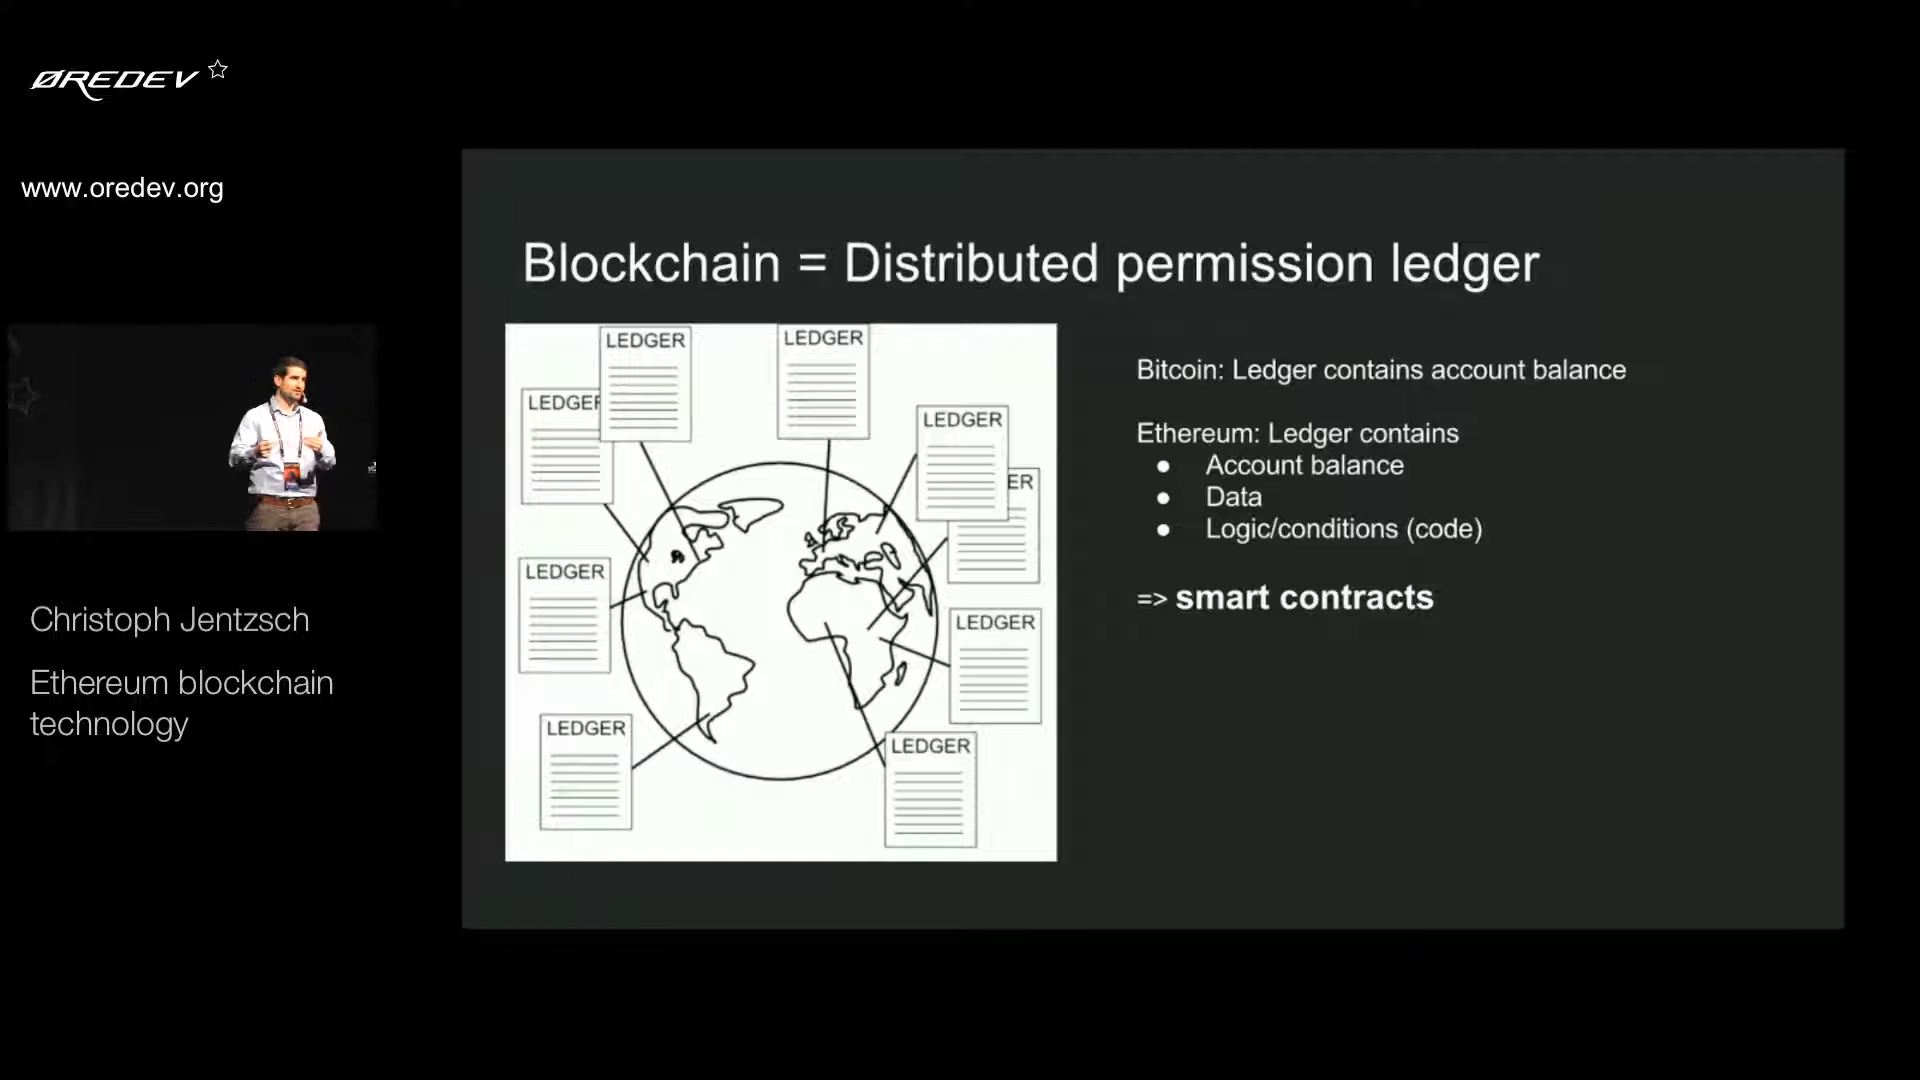 ØREDEV
www.oredev.org
Christoph Jentzsch
Ethereum blockchain
technology
Blockchain = Distributed permission ledger
LEDGER
LEDGER
LEDGER
LEDGER
ER
LEDGER
LEDGER
LEDGER
LEDGER
Bitcoin: Ledger contains account balance
Ethereum: Ledger contains
● Account balance
● Data
● Logic/conditions (code)
=> smart contracts